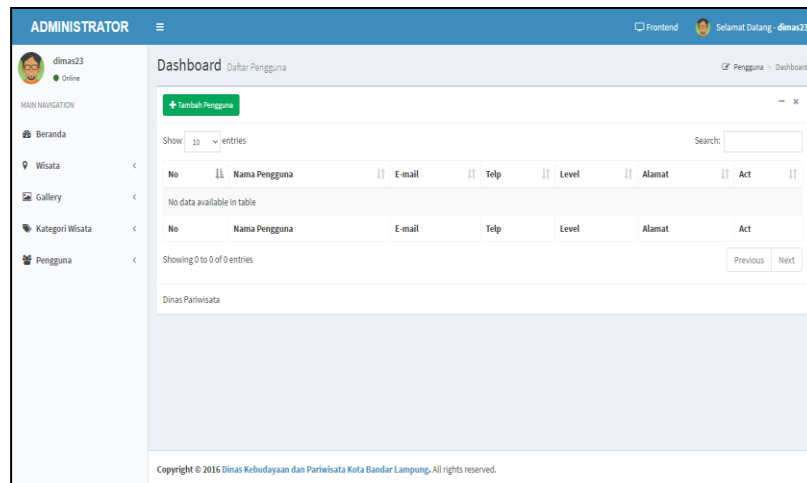 ADMINISTRATOR
Frontend
Selamat Datang - dimas23
dimas23
Online
Dashboard Daftar Pengguna
Pengguna > Dashboard
MAIN NAVIGATION
Beranda
Wisata
Gallery
Kategori Wisata
Pengguna
Tambah Pengguna
Show 10 entries
Search:
No Nama Pengguna E-mail Telp Level Alamat Act
No data available in table
No Nama Pengguna E-mail Telp Level Alamat Act
Showing 0 to 0 of 0 entries
Previous Next
Dinas Pariwisata
Copyright © 2016 Dinas Kebudayaan dan Pariwisata Kota Bandar Lampung. All rights reserved.